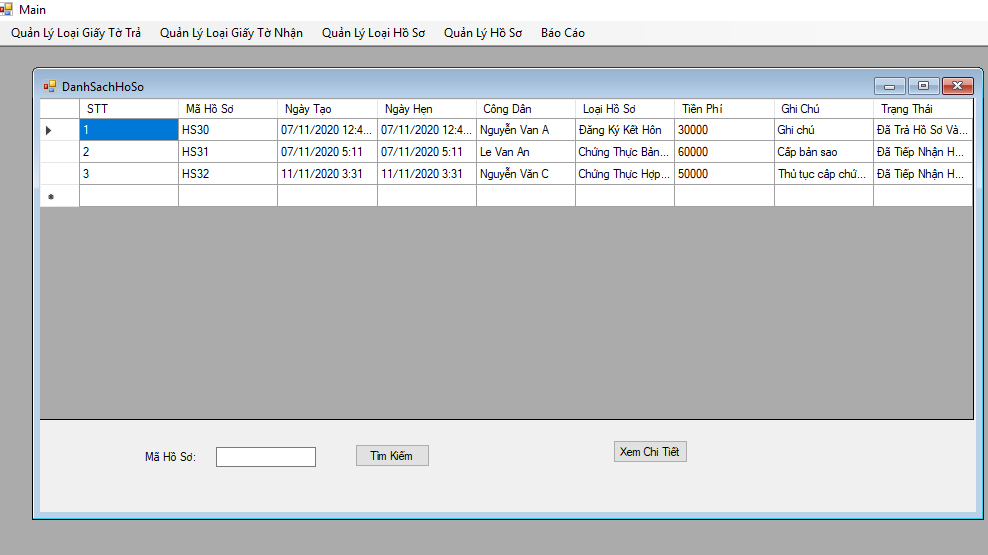 Main
Quản Lý Loại Giấy Tờ Trả Quản Lý Loại Giấy Tờ Nhận Quản Lý Loại Hồ Sơ Quản Lý Hồ Sơ Báo Cáo
DanhSachHoSo
STT Mã Hồ Sơ Ngày Tạo Ngày Hẹn Công Dân Loại Hồ Sơ Tiền Phí Ghi Chú Trạng Thái
1 HS30 07/11/2020 12:4... 07/11/2020 12:4... Nguyễn Van A Đăng Ký Kết Hôn 30000 Ghi chú Đã Trả Hồ Sơ Và...
2 HS31 07/11/2020 5:11 07/11/2020 5:11 Le Van An Chứng Thực Bản... 60000 Cấp bản sao Đã Tiếp Nhận H...
3 HS32 11/11/2020 3:31 11/11/2020 3:31 Nguyễn Văn C Chứng Thực Hợp... 50000 Thủ tục cấp chứ... Đã Tiếp Nhận H...
Mã Hồ Sơ: Tìm Kiếm Xem Chi Tiết